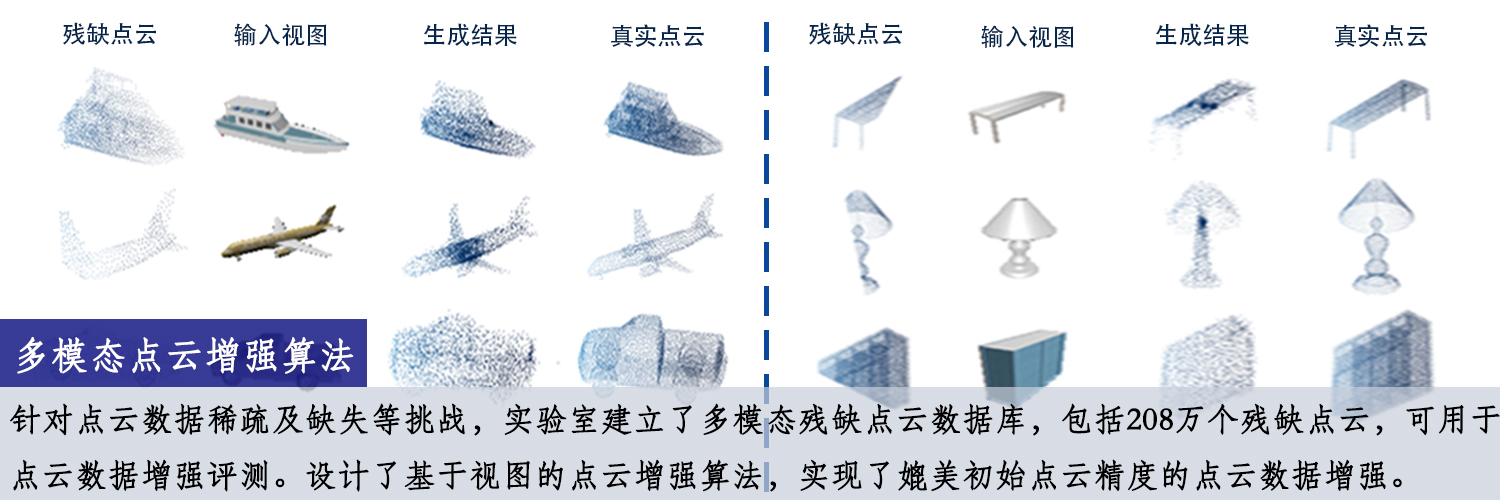 残缺点云 输入视图 生成结果 真实点云 残缺点云 输入视图 生成结果 真实点云
多模态点云增强算法
针对点云数据稀疏及缺失等挑战，实验室建立了多模态残缺点云数据库，包括208万个残缺点云，可用于
点云数据增强评测。设计了基于视图的点云增强算法，实现了媲美初始点云精度的点云数据增强。